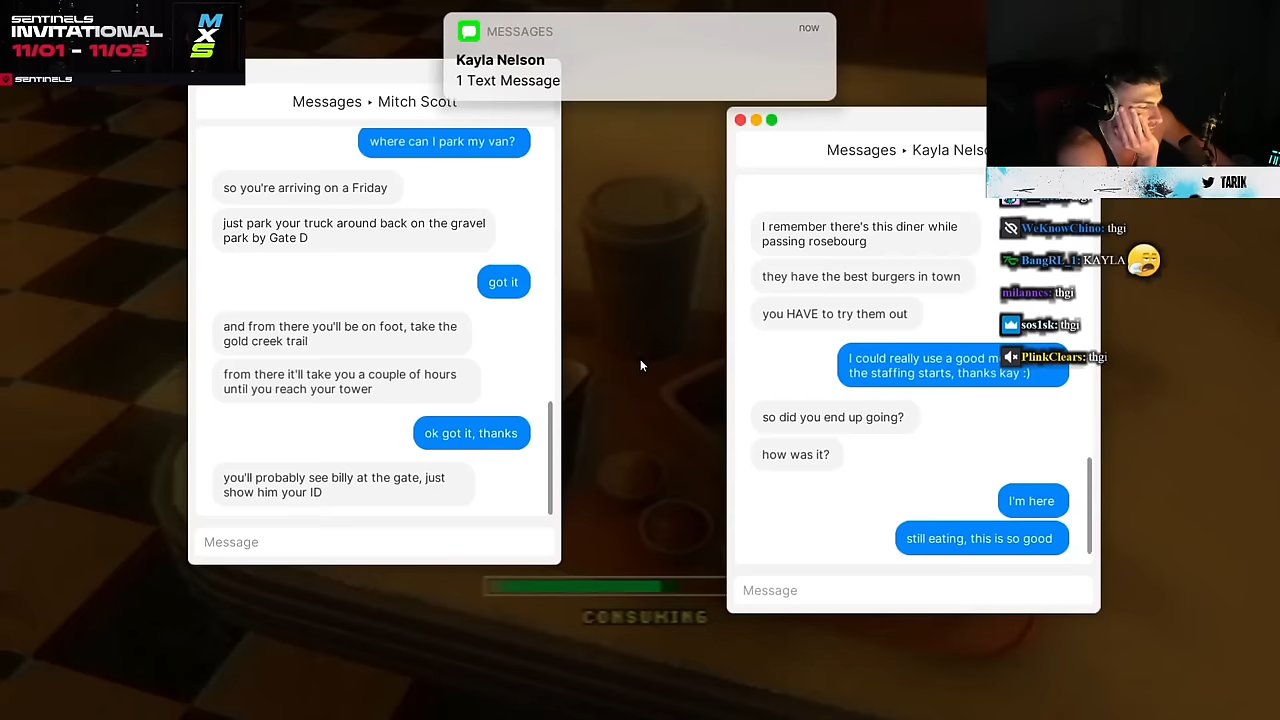 SENTINELS
INVITATIONAL
11/01 - 11/03
MXS
SENTINELS
MESSAGES
now
Kayla Nelson
1 Text Message
Messages ‣ Mitch Scott
where can I park my van?
so you're arriving on a Friday
just park your truck around back on the gravel
park by Gate D
got it
and from there you'll be on foot, take the
gold creek trail
from there it'll take you a couple of hours
until you reach your tower
ok got it, thanks
you'll probably see billy at the gate, just
show him your ID
Message
Messages ‣ Kayla Nelso
I remember there's this diner while
passing rosebourg
they have the best burgers in town
you HAVE to try them out
I could really use a good m
the staffing starts, thanks kay :)
so did you end up going?
how was it?
I'm here
still eating, this is so good
Message
TARIK
WeKnowChino: thgi
BangRL_1: KAYLA
milanncs: thgi
sos1sk: thgi
PlinkClears: thgi
CONSUMING